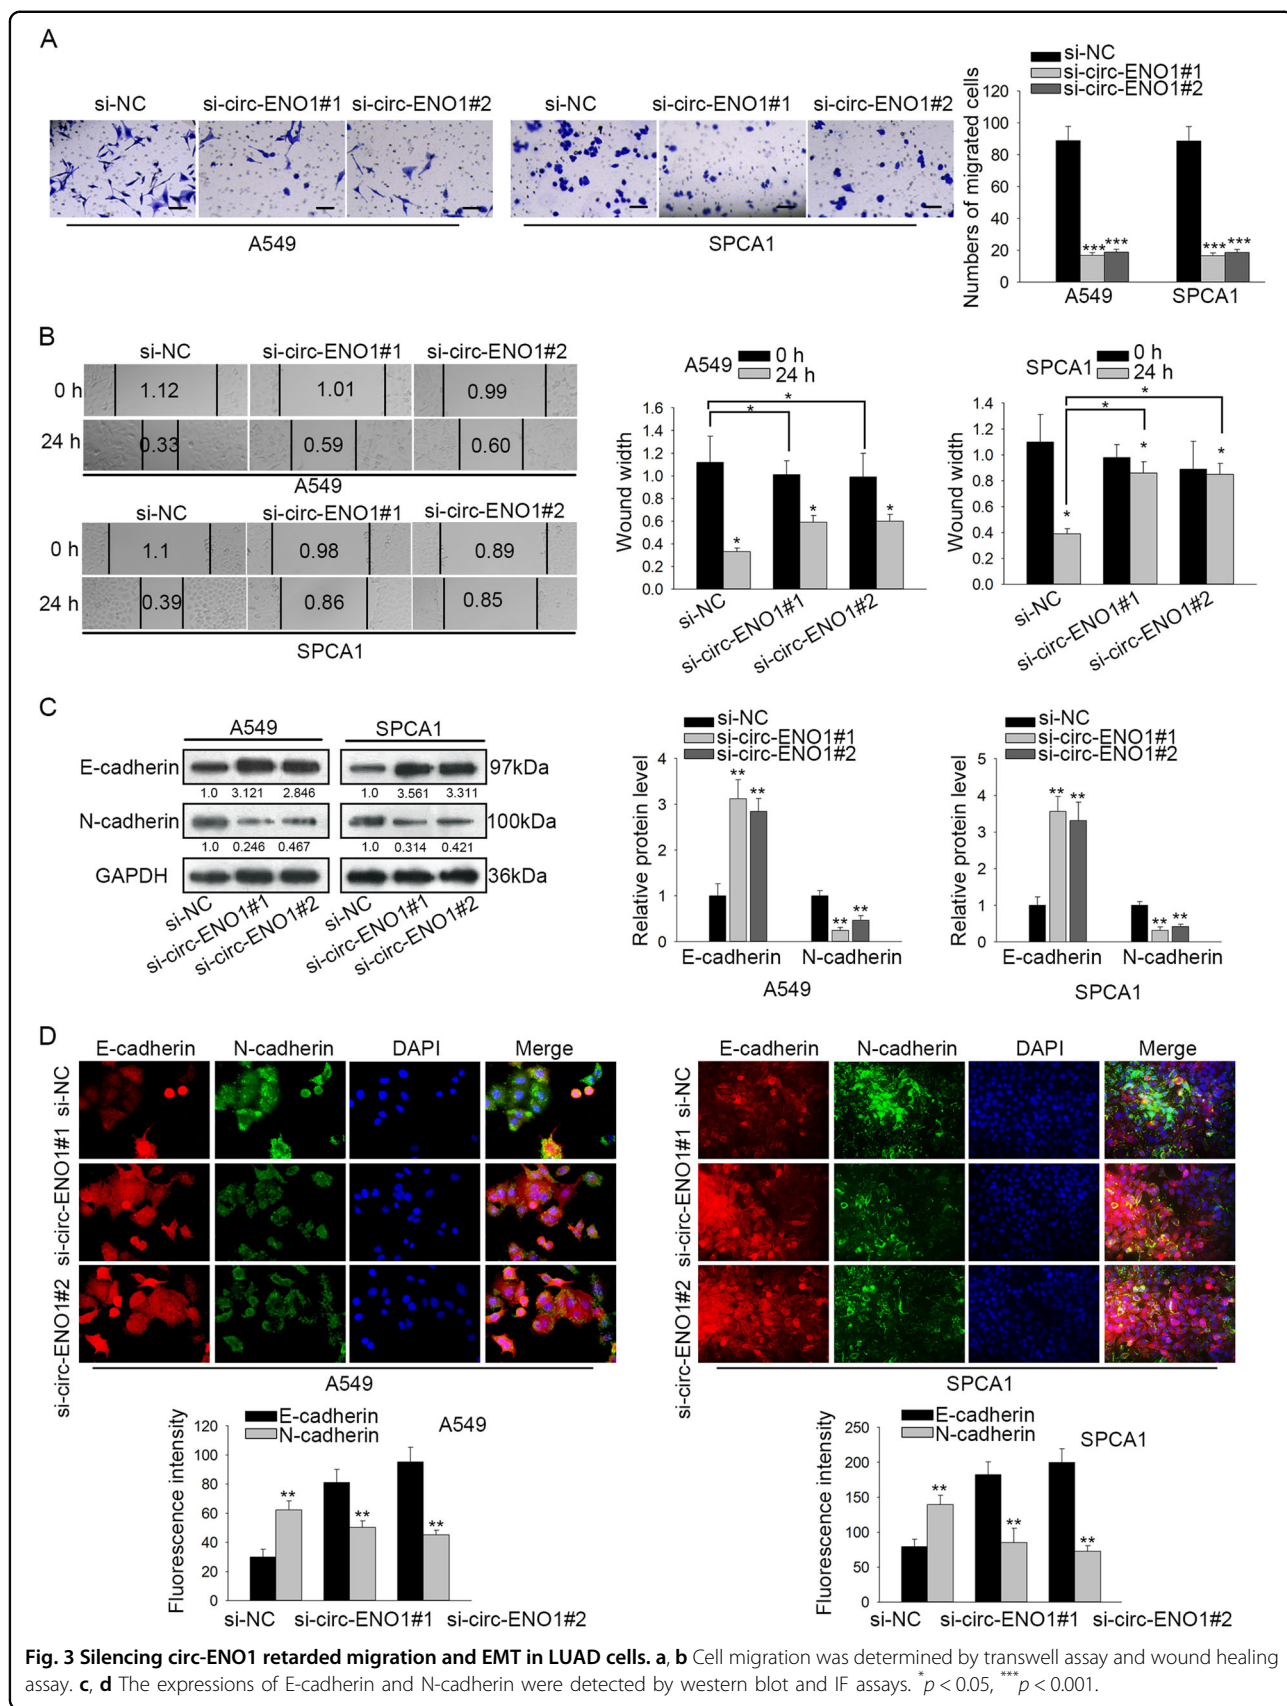 A
si-NC si-circ-ENO1#1 si-circ-ENO1#2 si-NC si-circ-ENO1#1 si-circ-ENO1#2
A549 SPCA1
si-NC
si-circ-ENO1#1
si-circ-ENO1#2
Numbers of migrated cells
120
100
80
60
40
20
0
*** *** *** ***
A549 SPCA1
B
si-NC si-circ-ENO1#1 si-circ-ENO1#2
0 h 1.12 1.01 0.99
24 h 0.33 0.59 0.60
A549
si-NC si-circ-ENO1#1 si-circ-ENO1#2
0 h 1.1 0.98 0.89
24 h 0.39 0.86 0.85
SPCA1
A549
0 h
24 h
Wound width
1.6
1.4
1.2
1.0
0.8
0.6
0.4
0.2
0.0
* * * * *
si-NC si-circ-ENO1#1 si-circ-ENO1#2
SPCA1
0 h
24 h
Wound width
1.4
1.2
1.0
0.8
0.6
0.4
0.2
0.0
* * * * *
si-NC si-circ-ENO1#1 si-circ-ENO1#2
C
A549 SPCA1
E-cadherin 97kDa
1.0 3.121 2.846 1.0 3.561 3.311
N-cadherin 100kDa
1.0 0.246 0.467 1.0 0.314 0.421
GAPDH 36kDa
si-NC si-circ-ENO1#1 si-circ-ENO1#2 si-NC si-circ-ENO1#1 si-circ-ENO1#2
si-NC
si-circ-ENO1#1
si-circ-ENO1#2
Relative protein level
4
3
2
1
0
** ** ** **
E-cadherin N-cadherin
A549
si-NC
si-circ-ENO1#1
si-circ-ENO1#2
Relative protein level
5
4
3
2
1
0
** ** ** **
E-cadherin N-cadherin
SPCA1
D
E-cadherin N-cadherin DAPI Merge
si-NC
si-circ-ENO1#1
si-circ-ENO1#2
A549
E-cadherin N-cadherin DAPI Merge
si-NC
si-circ-ENO1#1
si-circ-ENO1#2
SPCA1
E-cadherin
N-cadherin
A549
Fluorescence intensity
120
100
80
60
40
20
0
** ** **
si-NC si-circ-ENO1#1 si-circ-ENO1#2
E-cadherin
N-cadherin
SPCA1
Fluorescence intensity
250
200
150
100
50
0
** ** **
si-NC si-circ-ENO1#1 si-circ-ENO1#2
Fig. 3 Silencing circ-ENO1 retarded migration and EMT in LUAD cells. a, b Cell migration was determined by transwell assay and wound healing
assay. c, d The expressions of E-cadherin and N-cadherin were detected by western blot and IF assays. *p < 0.05, ***p < 0.001.